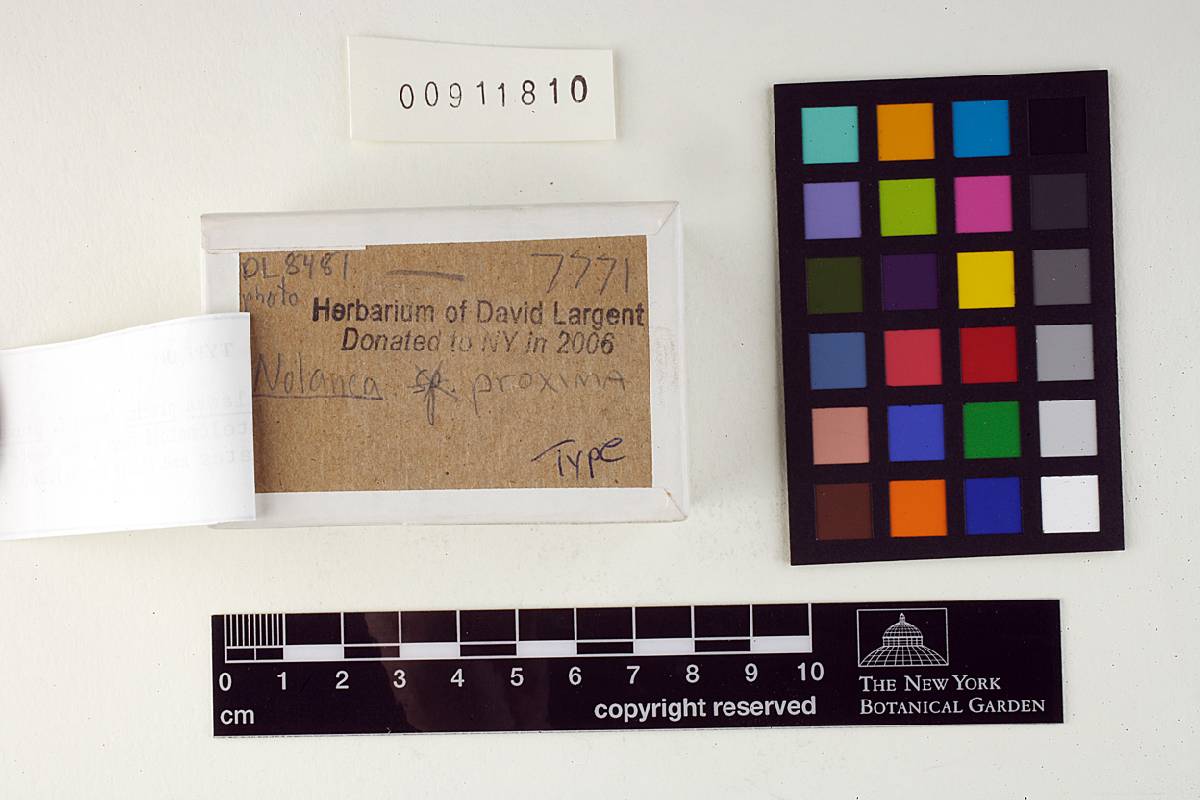 00911810
DL 8481 — 7771
photo
Herbarium of David Largent
Donated to NY in 2006
Nolanea sp. proxima
Type
0 1 2 3 4 5 6 7 8 9 10
cm
copyright reserved
THE NEW YORK
BOTANICAL GARDEN